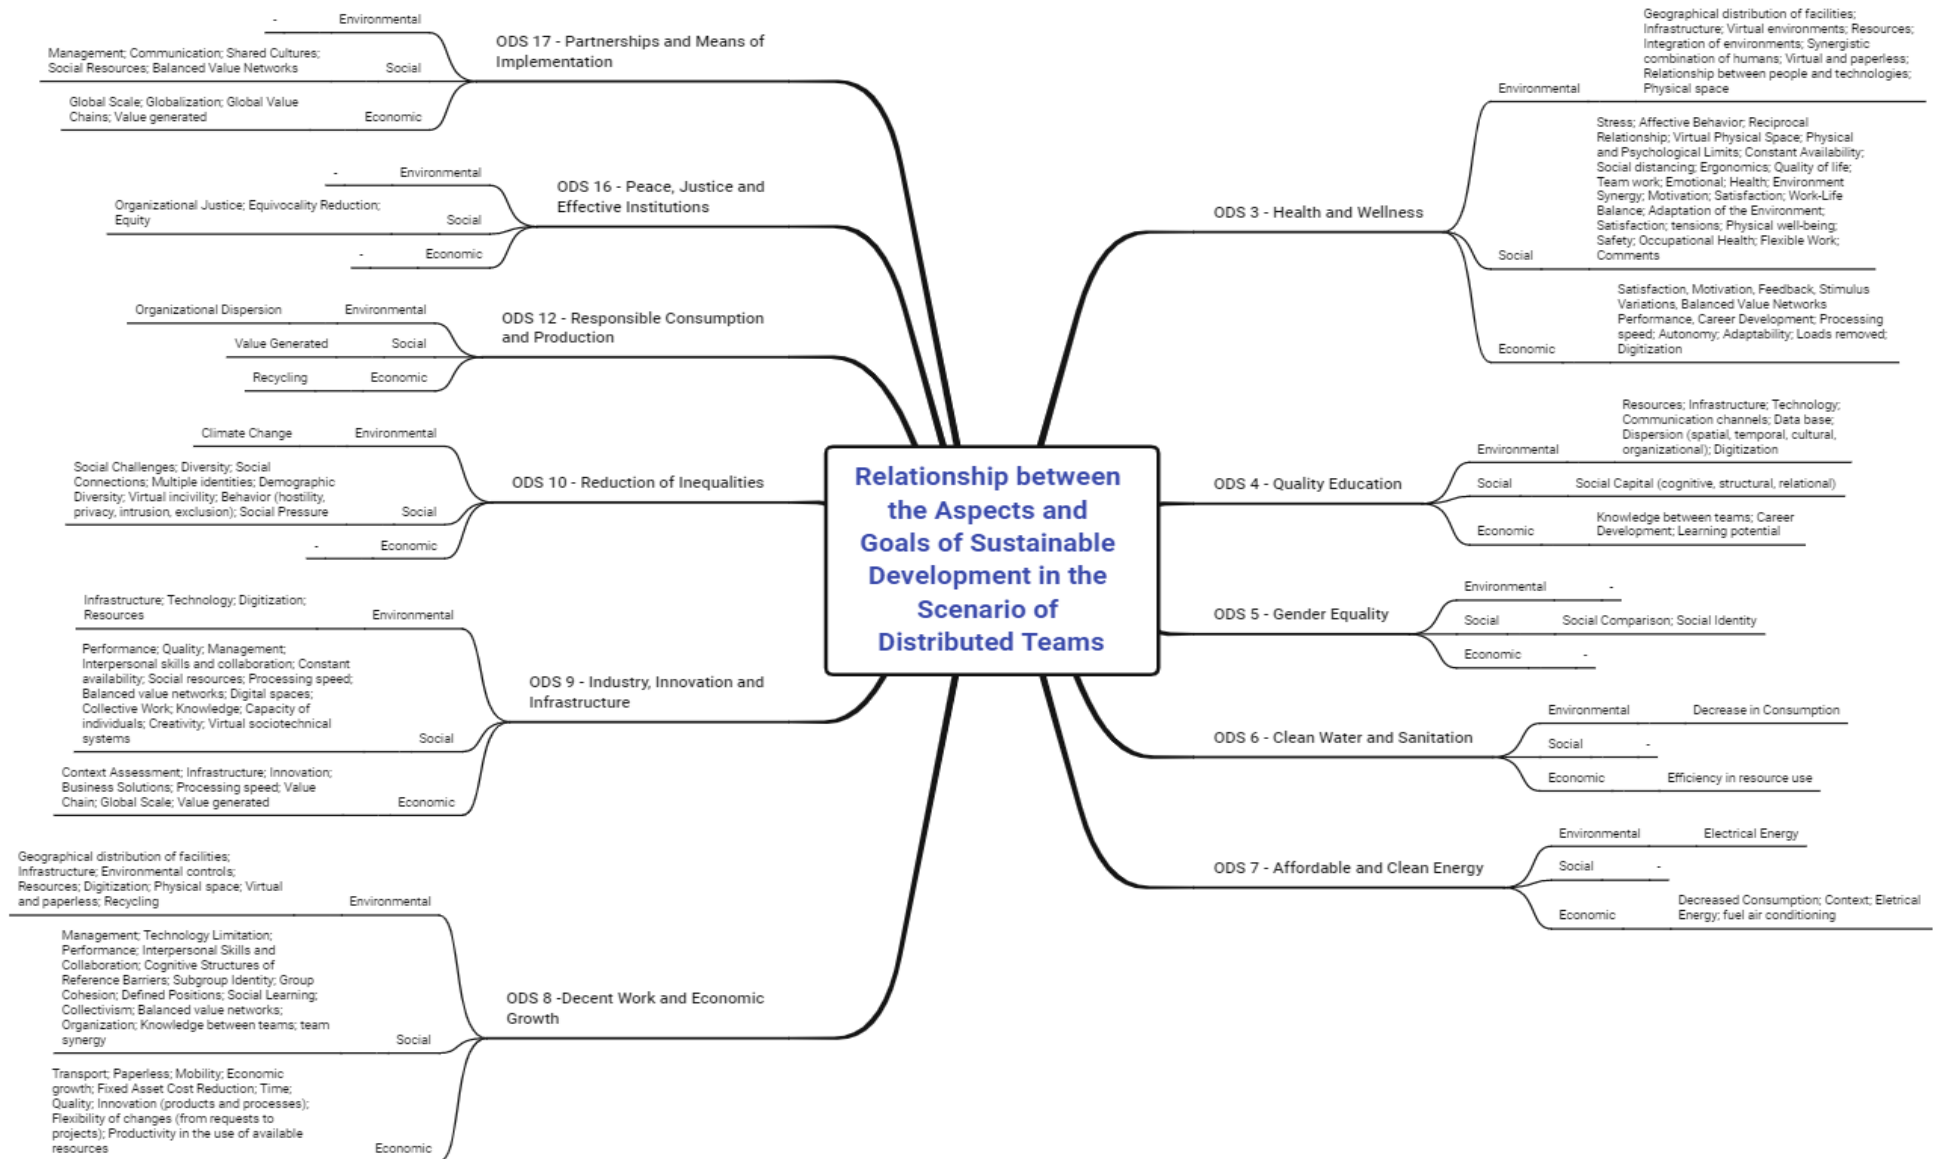 Relationship between
the Aspects and
Goals of Sustainable
Development in the
Scenario of
Distributed Teams
ODS 17 - Partnerships and Means of
Implementation
Environmental
-
Social
Management; Communication; Shared Cultures;
Social Resources; Balanced Value Networks
Economic
Global Scale; Globalization; Global Value
Chains; Value generated
ODS 16 - Peace, Justice and
Effective Institutions
Environmental
-
Social
Organizational Justice; Equivocality Reduction;
Equity
Economic
-
ODS 12 - Responsible Consumption
and Production
Environmental
Organizational Dispersion
Social
Value Generated
Economic
Recycling
ODS 10 - Reduction of Inequalities
Environmental
Climate Change
Social
Social Challenges; Diversity; Social
Connections; Multiple identities; Demographic
Diversity; Virtual incivility; Behavior (hostility,
privacy, intrusion, exclusion); Social Pressure
Economic
-
ODS 9 - Industry, Innovation and
Infrastructure
Environmental
Infrastructure; Technology; Digitization;
Resources
Social
Performance; Quality; Management;
Interpersonal skills and collaboration; Constant
availability; Social resources; Processing speed;
Balanced value networks; Digital spaces;
Collective Work; Knowledge; Capacity of
individuals; Creativity; Virtual sociotechnical
systems
Economic
Context Assessment; Infrastructure; Innovation;
Business Solutions; Processing speed; Value
Chain; Global Scale; Value generated
ODS 8 -Decent Work and Economic
Growth
Environmental
Geographical distribution of facilities;
Infrastructure; Environmental controls;
Resources; Digitization; Physical space; Virtual
and paperless; Recycling
Social
Management; Technology Limitation;
Performance; Interpersonal Skills and
Collaboration; Cognitive Structures of
Reference Barriers; Subgroup Identity; Group
Cohesion; Defined Positions; Social Learning;
Collectivism; Balanced value networks;
Organization; Knowledge between teams; team
synergy
Economic
Transport; Paperless; Mobility; Economic
growth; Fixed Asset Cost Reduction; Time;
Quality; Innovation (products and processes);
Flexibility of changes (from requests to
projects); Productivity in the use of available
resources
ODS 3 - Health and Wellness
Environmental
Geographical distribution of facilities;
Infrastructure; Virtual environments; Resources;
Integration of environments; Synergistic
combination of humans; Virtual and paperless;
Relationship between people and technologies;
Physical space
Social
Stress; Affective Behavior; Reciprocal
Relationship; Virtual Physical Space; Physical
and Psychological Limits; Constant Availability;
Social distancing; Ergonomics; Quality of life;
Team work; Emotional; Health; Environment
Synergy; Motivation; Satisfaction; Work-Life
Balance; Adaptation of the Environment;
Satisfaction; tensions; Physical well-being;
Safety; Occupational Health; Flexible Work;
Comments
Economic
Satisfaction, Motivation, Feedback, Stimulus
Variations, Balanced Value Networks
Performance, Career Development; Processing
speed; Autonomy; Adaptability; Loads removed;
Digitization
ODS 4 - Quality Education
Environmental
Resources; Infrastructure; Technology;
Communication channels; Data base;
Dispersion (spatial, temporal, cultural,
organizational); Digitization
Social
Social Capital (cognitive, structural, relational)
Economic
Knowledge between teams; Career
Development; Learning potential
ODS 5 - Gender Equality
Environmental
-
Social
Social Comparison; Social Identity
Economic
-
ODS 6 - Clean Water and Sanitation
Environmental
Decrease in Consumption
Social
-
Economic
Efficiency in resource use
ODS 7 - Affordable and Clean Energy
Environmental
Electrical Energy
Social
-
Economic
Decreased Consumption; Context; Eletrical
Energy; fuel air conditioning